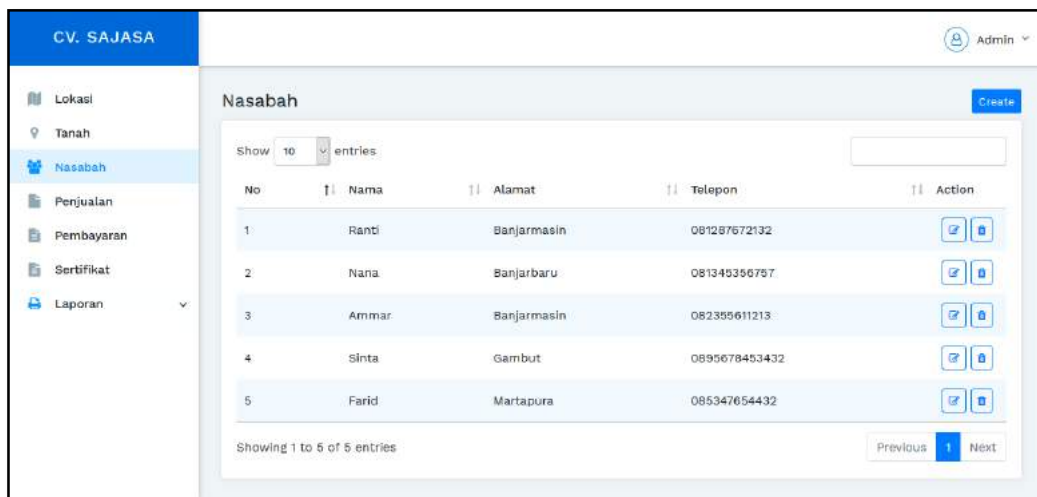 CV. SAJASA
Admin
Lokasi
Tanah
Nasabah
Penjualan
Pembayaran
Sertifikat
Laporan
Nasabah
Create
Show 10 entries
No Nama Alamat Telepon Action
1 Ranti Banjarmasin 081287672132
2 Nana Banjarbaru 081345356757
3 Ammar Banjarmasin 082355611213
4 Sinta Gambut 0895678453432
5 Farid Martapura 085347654432
Showing 1 to 5 of 5 entries
Previous 1 Next